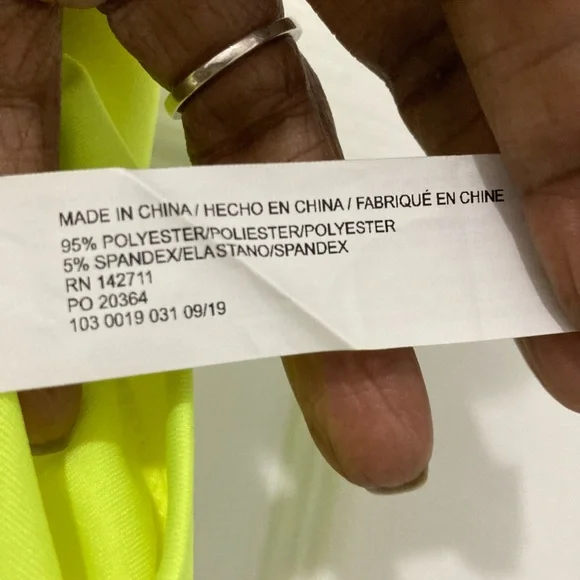 MADE IN CHINA / HECHO EN CHINA / FABRIQUÉ EN CHINE
95% POLYESTER/POLIESTER/POLYESTER
5% SPANDEX/ELASTANO/SPANDEX
RN 142711
PO 20364
103 0019 031 09/19